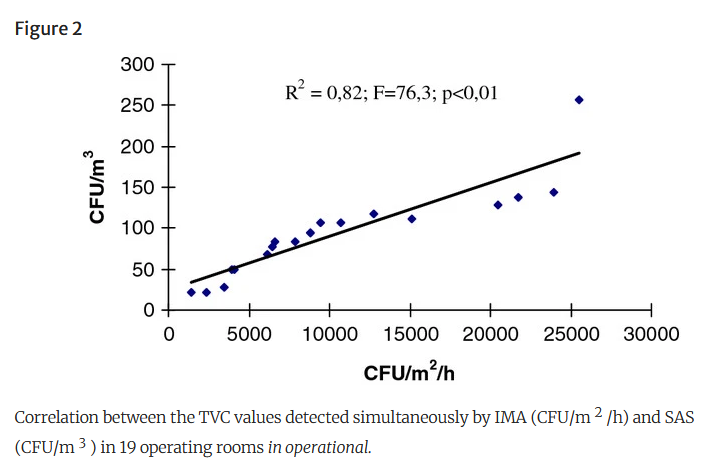 Figure 2
300
250
200
150
100
50
0
R² = 0,82; F=76,3; p<0,01
CFU/m³
0 5000 10000 15000 20000 25000 30000
CFU/m²/h
Correlation between the TVC values detected simultaneously by IMA (CFU/m ² /h) and SAS
(CFU/m ³ ) in 19 operating rooms in operational.